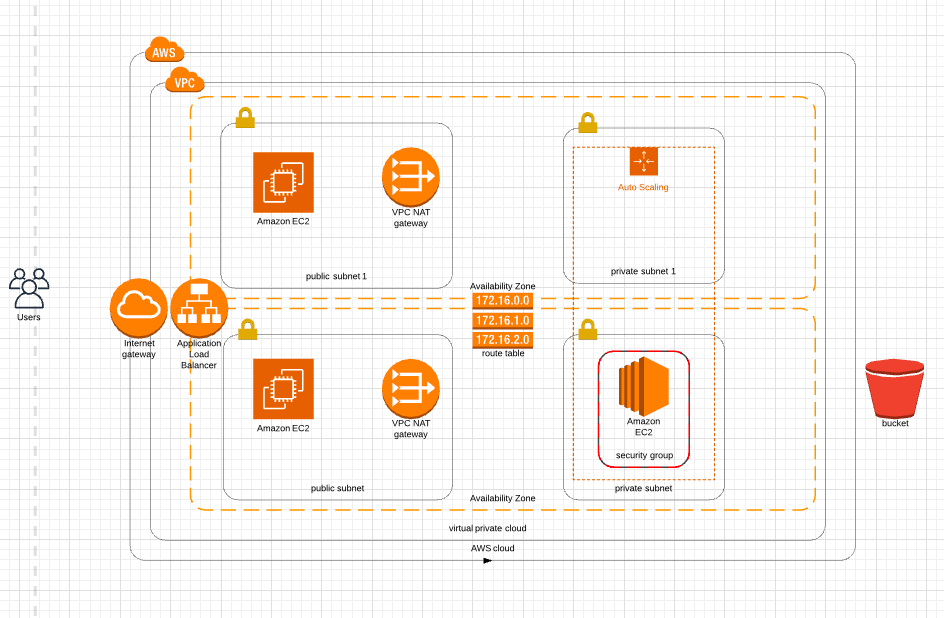 AWS
VPC
Amazon EC2
VPC NAT
gateway
public subnet 1
Auto Scaling
private subnet 1
Availability Zone
172.16.0.0
172.16.1.0
172.16.2.0
route table
Users
Internet
gateway
Application
Load
Balancer
Amazon EC2
VPC NAT
gateway
public subnet
Amazon
EC2
security group
private subnet
Availability Zone
bucket
virtual private cloud
AWS cloud